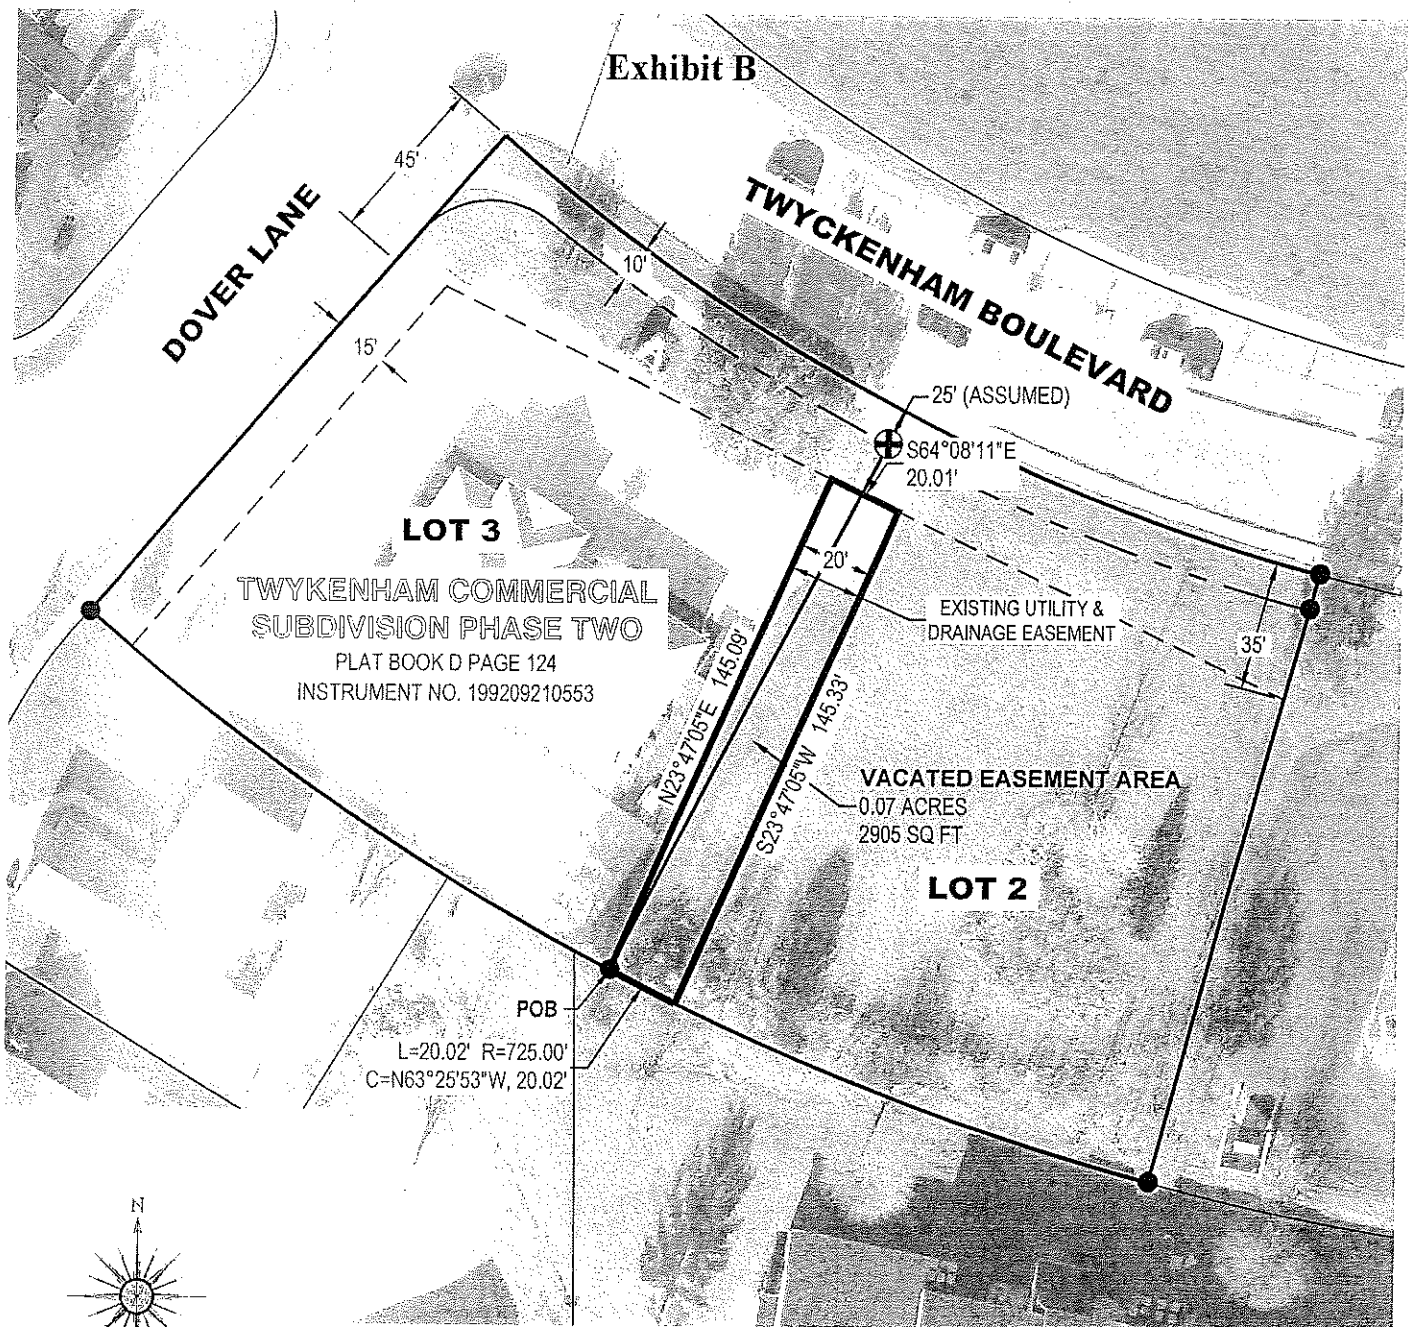 Exhibit B
45'
DOVER LANE
TWYCKENHAM BOULEVARD
10'
15'
25' (ASSUMED)
S64°08'11"E
20.01'
LOT 3
TWYKENHAM COMMERCIAL
SUBDIVISION PHASE TWO
PLAT BOOK D PAGE 124
INSTRUMENT NO. 199209210553
20'
EXISTING UTILITY &
DRAINAGE EASEMENT
35'
N23°47'05"E 145.09'
S23°47'05"W 145.33'
VACATED EASEMENT AREA
0.07 ACRES
2905 SQ FT
LOT 2
POB
L=20.02' R=725.00'
C=N63°25'53"W, 20.02'
N